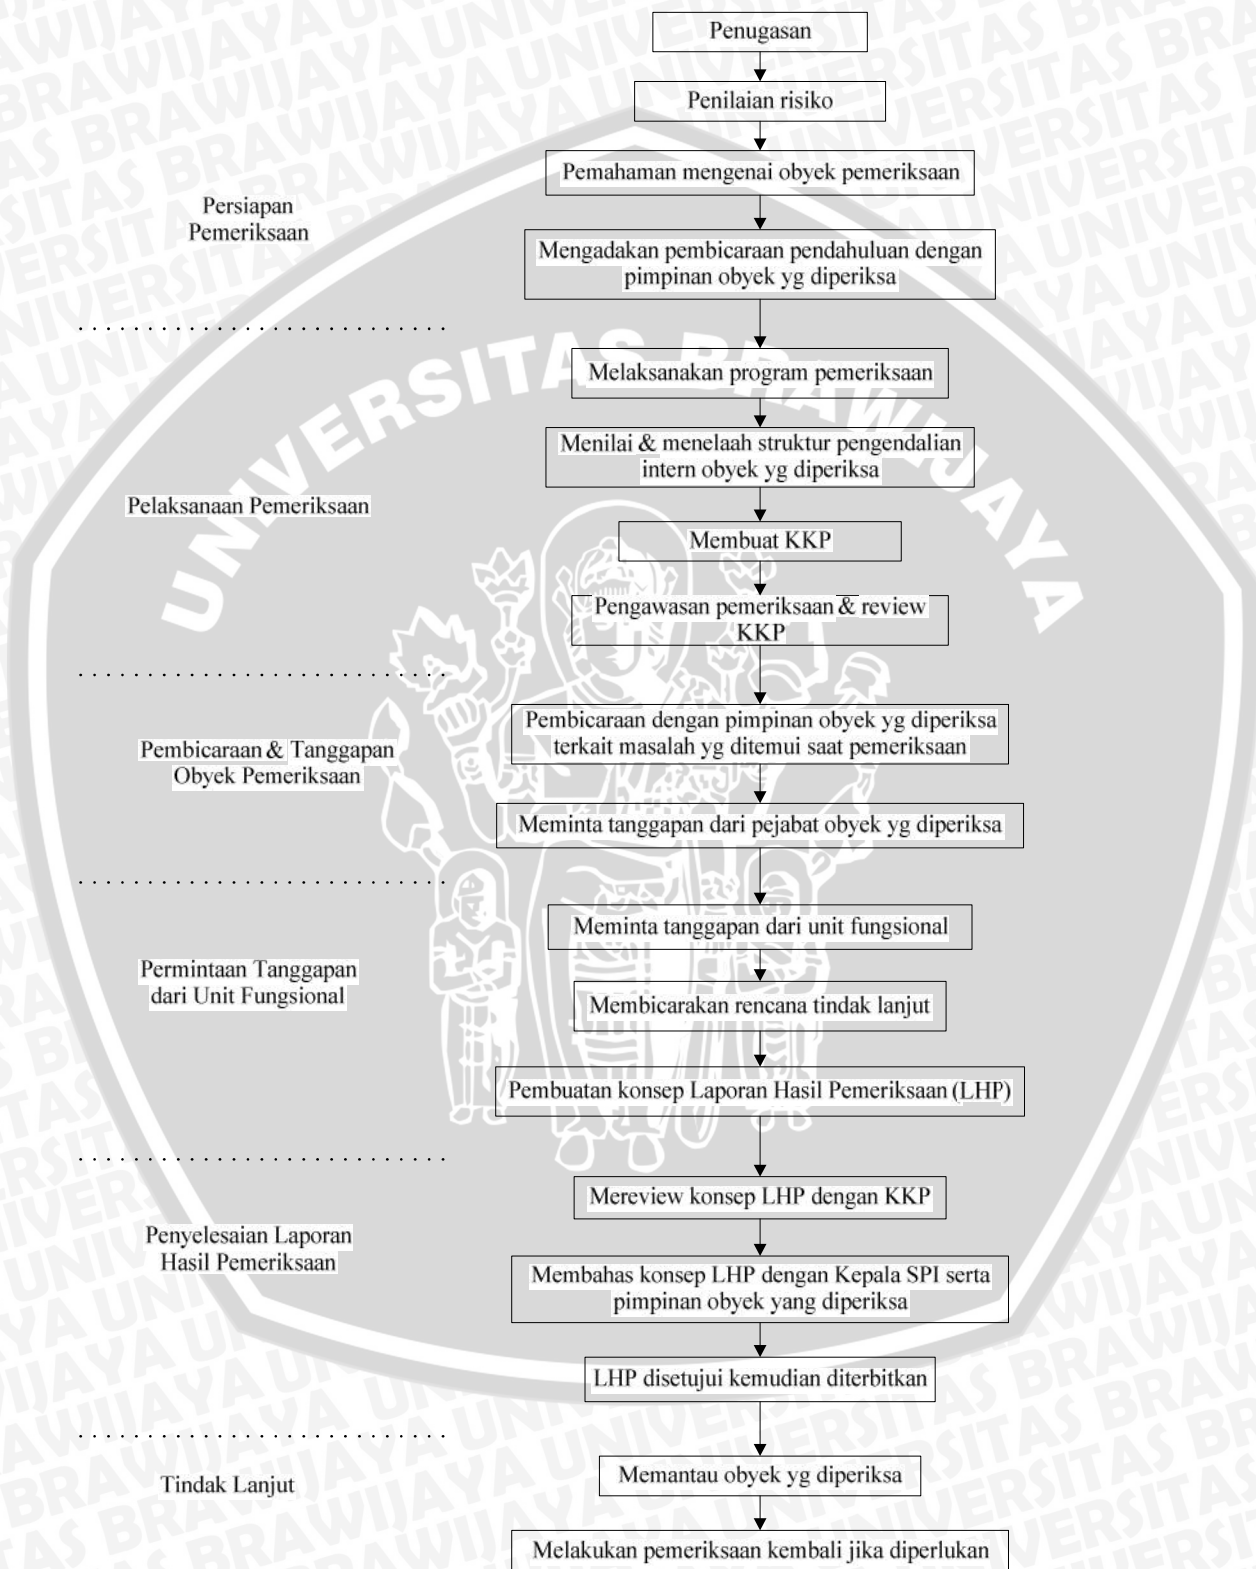 Penugasan
Penilaian risiko
Pemahaman mengenai obyek pemeriksaan
Persiapan
Pemeriksaan
Mengadakan pembicaraan pendahuluan dengan
pimpinan obyek yg diperiksa
UNIVERSITAS BRAWIJAYA
Melaksanakan program pemeriksaan
Menilai & menelaah struktur pengendalian
intern obyek yg diperiksa
Pelaksanaan Pemeriksaan
Membuat KKP
Pengawasan pemeriksaan & review
KKP
Pembicaraan dengan pimpinan obyek yg diperiksa
terkait masalah yg ditemui saat pemeriksaan
Pembicaraan & Tanggapan
Obyek Pemeriksaan
Meminta tanggapan dari pejabat obyek yg diperiksa
Meminta tanggapan dari unit fungsional
Permintaan Tanggapan
dari Unit Fungsional
Membicarakan rencana tindak lanjut
Pembuatan konsep Laporan Hasil Pemeriksaan (LHP)
Mereview konsep LHP dengan KKP
Penyelesaian Laporan
Hasil Pemeriksaan
Membahas konsep LHP dengan Kepala SPI serta
pimpinan obyek yang diperiksa
LHP disetujui kemudian diterbitkan
Memantau obyek yg diperiksa
Tindak Lanjut
Melakukan pemeriksaan kembali jika diperlukan